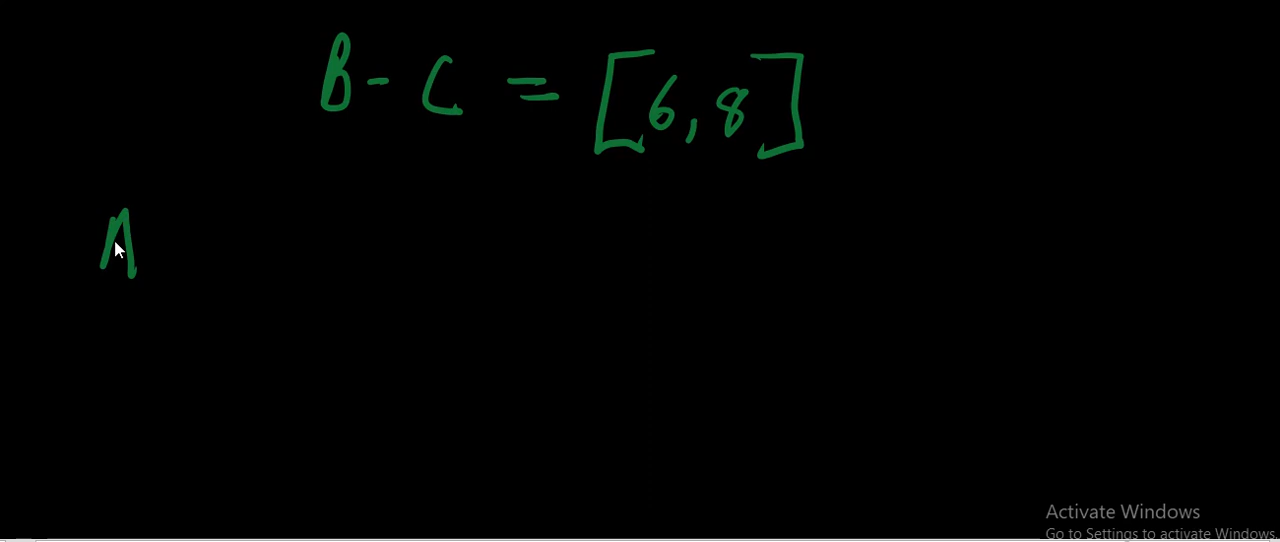 B - C = [6, 8]
A
Activate Windows
Go to Settings to activate Windows.